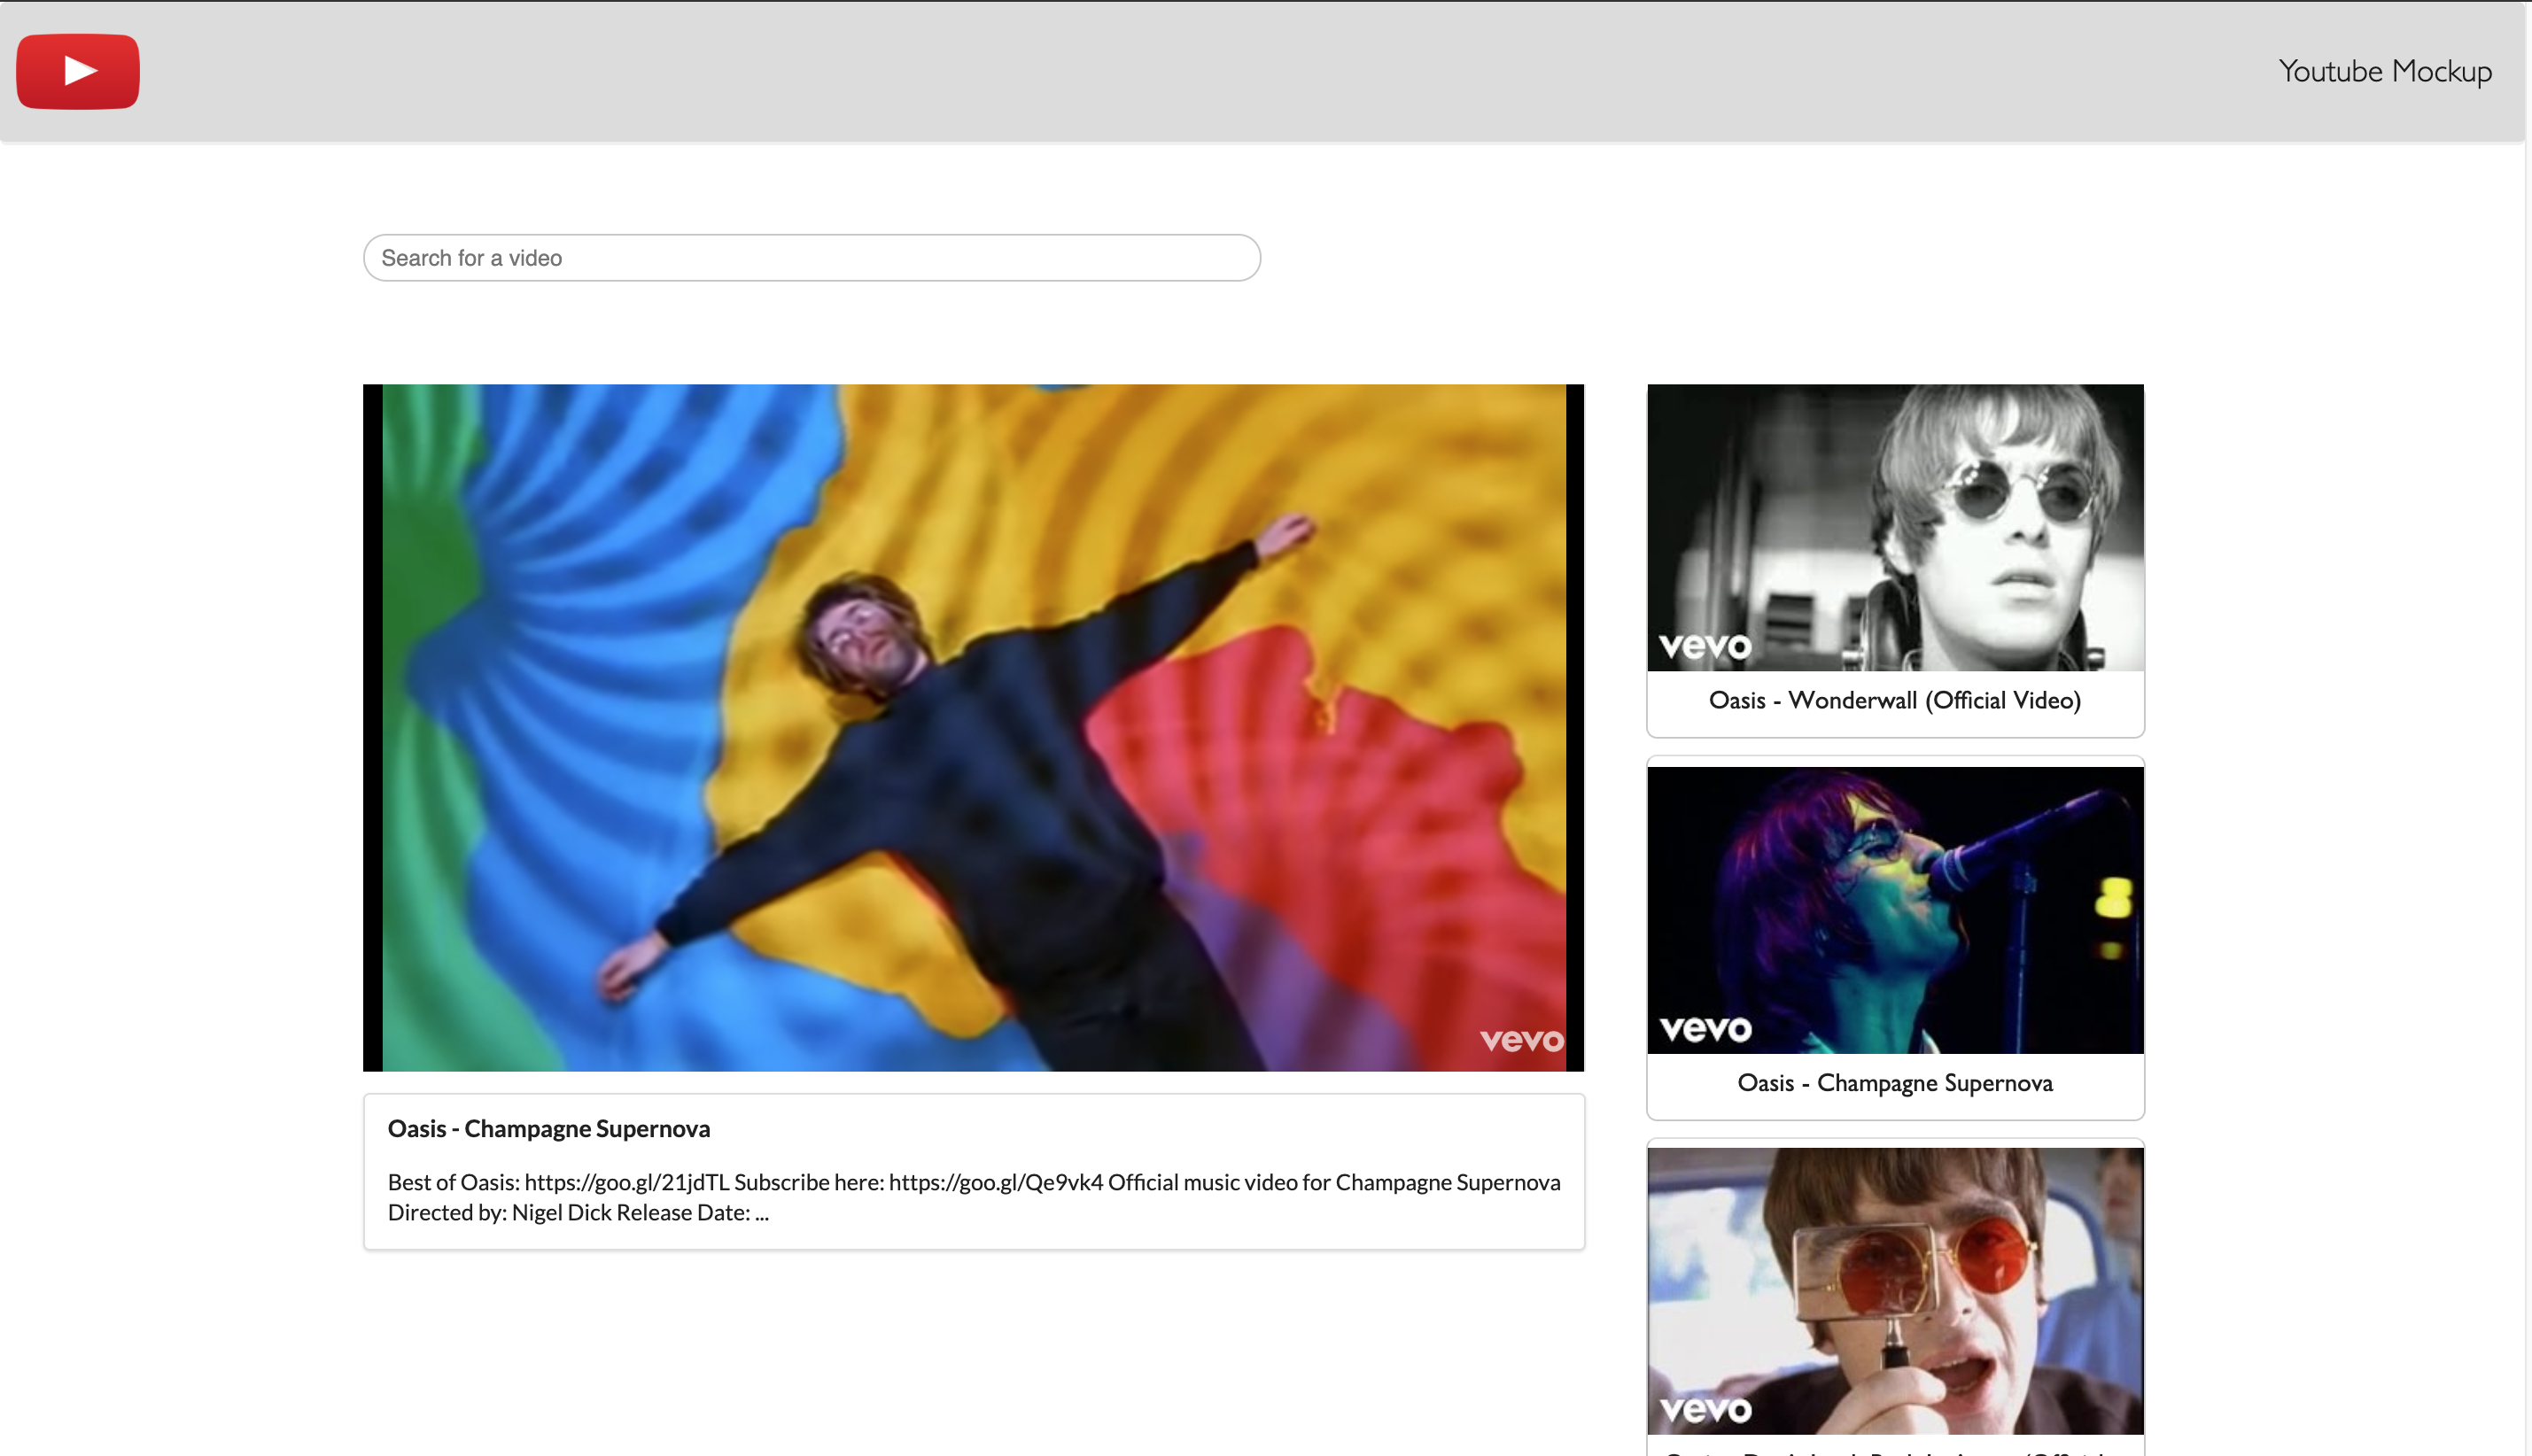 Youtube Mockup
Search for a video
vevo
Oasis - Champagne Supernova
Best of Oasis: https://goo.gl/21jdTL Subscribe here: https://goo.gl/Qe9vk4 Official music video for Champagne Supernova
Directed by: Nigel Dick Release Date: ...
vevo
Oasis - Wonderwall (Official Video)
vevo
Oasis - Champagne Supernova
vevo